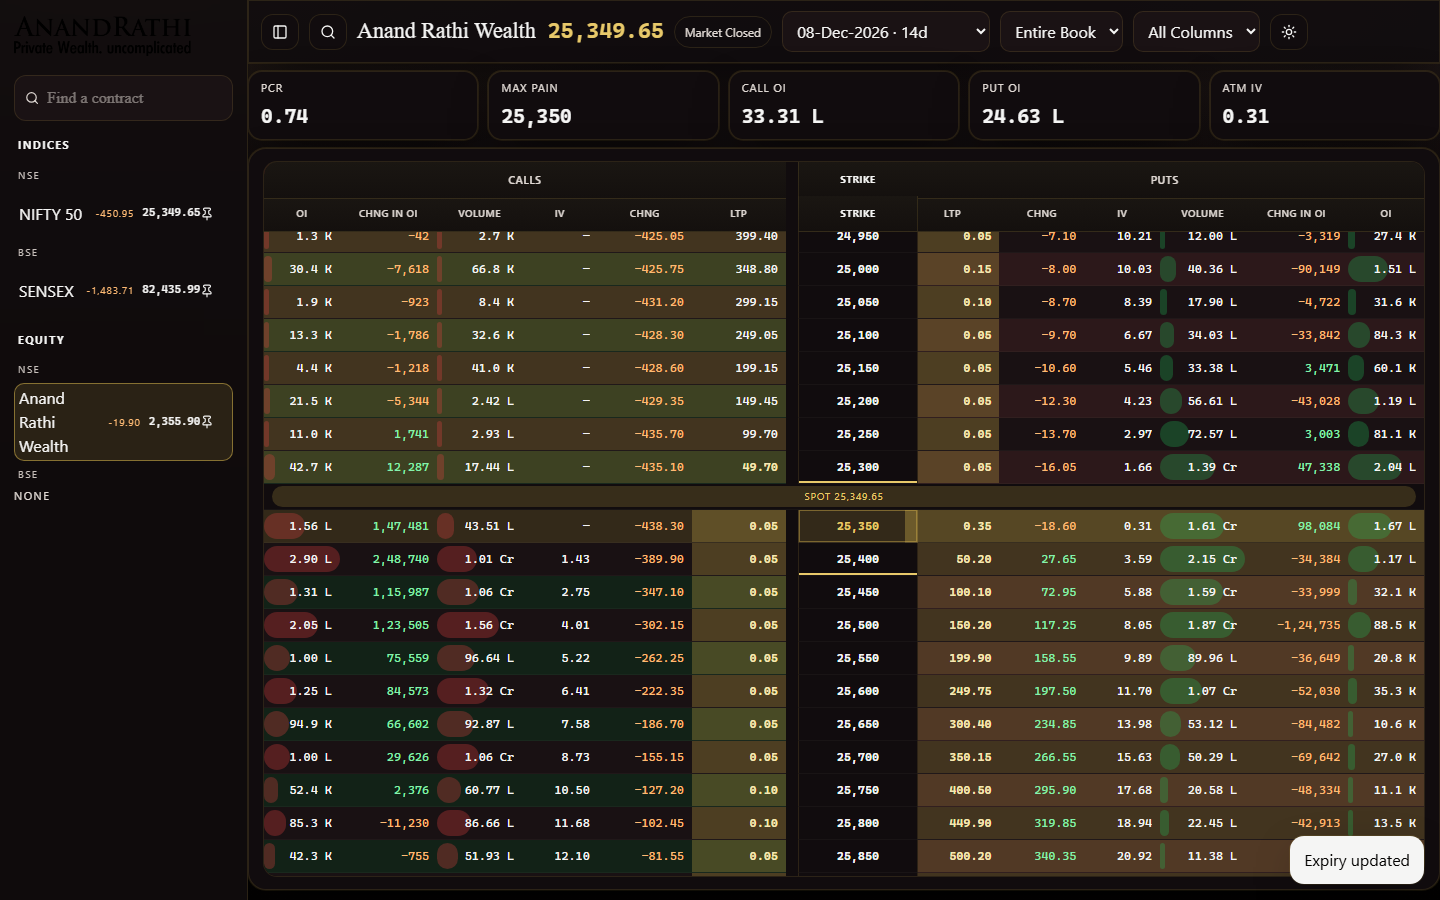 ANANDRATHI
Private Wealth. uncomplicated
Find a contract
INDICES
NSE
NIFTY 50 -450.95 25,349.65
BSE
SENSEX -1,483.71 82,435.99
EQUITY
NSE
Anand Rathi Wealth -19.90 2,355.90
BSE
NONE
Anand Rathi Wealth 25,349.65 Market Closed 08-Dec-2026 · 14d Entire Book All Columns
PCR
0.74
MAX PAIN
25,350
CALL OI
33.31 L
PUT OI
24.63 L
ATM IV
0.31
CALLS STRIKE PUTS
OI CHNG IN OI VOLUME IV CHNG LTP STRIKE LTP CHNG IV VOLUME CHNG IN OI OI
1.3 K −42 2.7 K — −425.05 399.40 24,950 0.05 −7.10 10.21 12.00 L −3,319 27.4 K
30.4 K −7,618 66.8 K — −425.75 348.80 25,000 0.15 −8.00 10.03 40.36 L −90,149 1.51 L
1.9 K −923 8.4 K — −431.20 299.15 25,050 0.10 −8.70 8.39 17.90 L −4,722 31.6 K
13.3 K −1,786 32.6 K — −428.30 249.05 25,100 0.05 −9.70 6.67 34.03 L −33,842 84.3 K
4.4 K −1,218 41.0 K — −428.60 199.15 25,150 0.05 −10.60 5.46 33.38 L 3,471 60.1 K
21.5 K −5,344 2.42 L — −429.35 149.45 25,200 0.05 −12.30 4.23 56.61 L −43,028 1.19 L
11.0 K 1,741 2.93 L — −435.70 99.70 25,250 0.05 −13.70 2.97 72.57 L 3,003 81.1 K
42.7 K 12,287 17.44 L — −435.10 49.70 25,300 0.05 −16.05 1.66 1.39 Cr 47,338 2.04 L
SPOT 25,349.65
1.56 L 1,47,481 43.51 L — −438.30 0.05 25,350 0.35 −18.60 0.31 1.61 Cr 98,084 1.67 L
2.90 L 2,48,740 1.01 Cr 1.43 −389.90 0.05 25,400 50.20 27.65 3.59 2.15 Cr −34,384 1.17 L
1.31 L 1,15,987 1.06 Cr 2.75 −347.10 0.05 25,450 100.10 72.95 5.88 1.59 Cr −33,999 32.1 K
2.05 L 1,23,505 1.56 Cr 4.01 −302.15 0.05 25,500 150.20 117.25 8.05 1.87 Cr −1,24,735 88.5 K
1.00 L 75,559 96.64 L 5.22 −262.25 0.05 25,550 199.90 158.55 9.89 89.96 L −36,649 20.8 K
1.25 L 84,573 1.32 Cr 6.41 −222.35 0.05 25,600 249.75 197.50 11.70 1.07 Cr −52,030 35.3 K
94.9 K 66,602 92.87 L 7.58 −186.70 0.05 25,650 300.40 234.85 13.98 53.12 L −84,482 10.6 K
1.00 L 29,626 1.06 Cr 8.73 −155.15 0.05 25,700 350.15 266.55 15.63 50.29 L −69,642 27.0 K
52.4 K 2,376 60.77 L 10.50 −127.20 0.10 25,750 400.50 295.90 17.68 20.58 L −48,334 11.1 K
85.3 K −11,230 86.66 L 11.68 −102.45 0.10 25,800 449.90 319.85 18.94 22.45 L −42,913 13.5 K
42.3 K −755 51.93 L 12.10 −81.55 0.05 25,850 500.20 340.35 20.92 11.38 L
Expiry updated